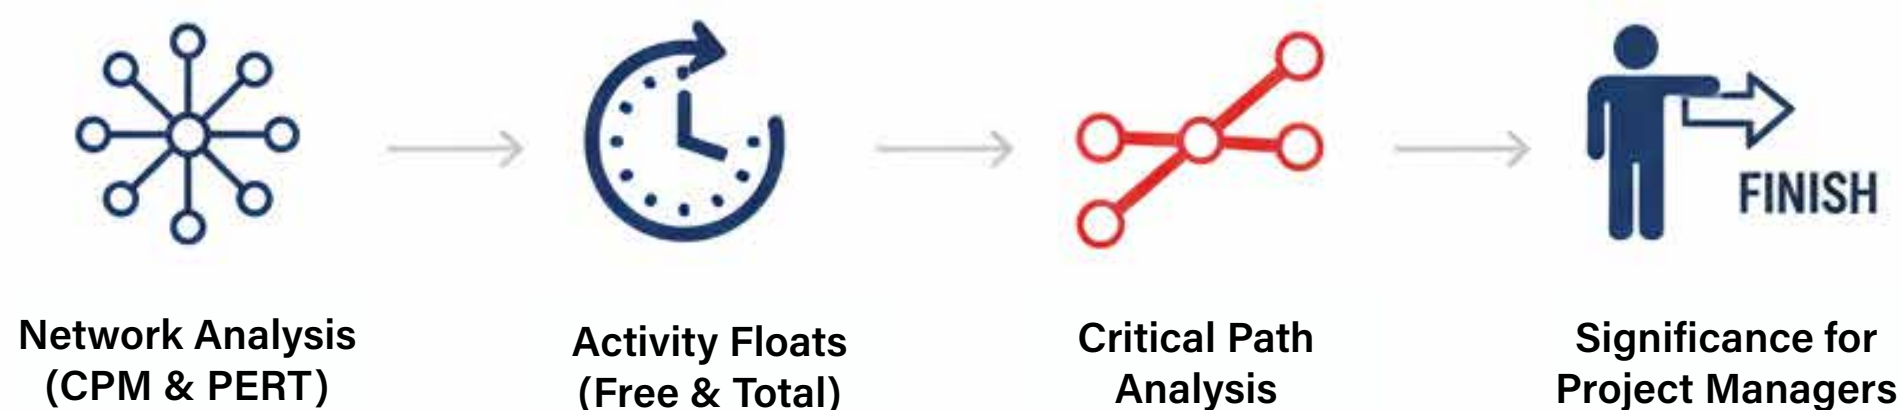 FINISH
Network Analysis
(CPM & PERT)
Activity Floats
(Free & Total)
Critical Path
Analysis
Significance for
Project Managers